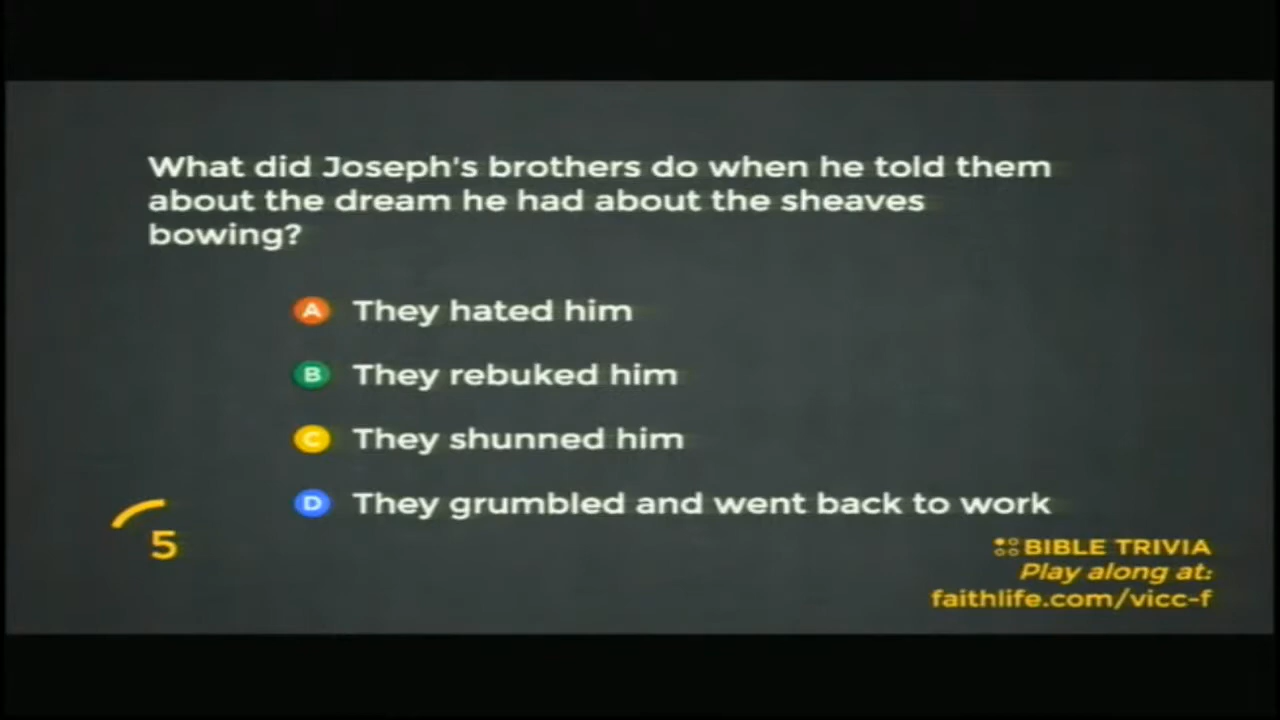 What did Joseph's brothers do when he told them
about the dream he had about the sheaves
bowing?
A They hated him
B They rebuked him
C They shunned him
D They grumbled and went back to work
5
BIBLE TRIVIA
Play along at:
faithlife.com/vicc-f